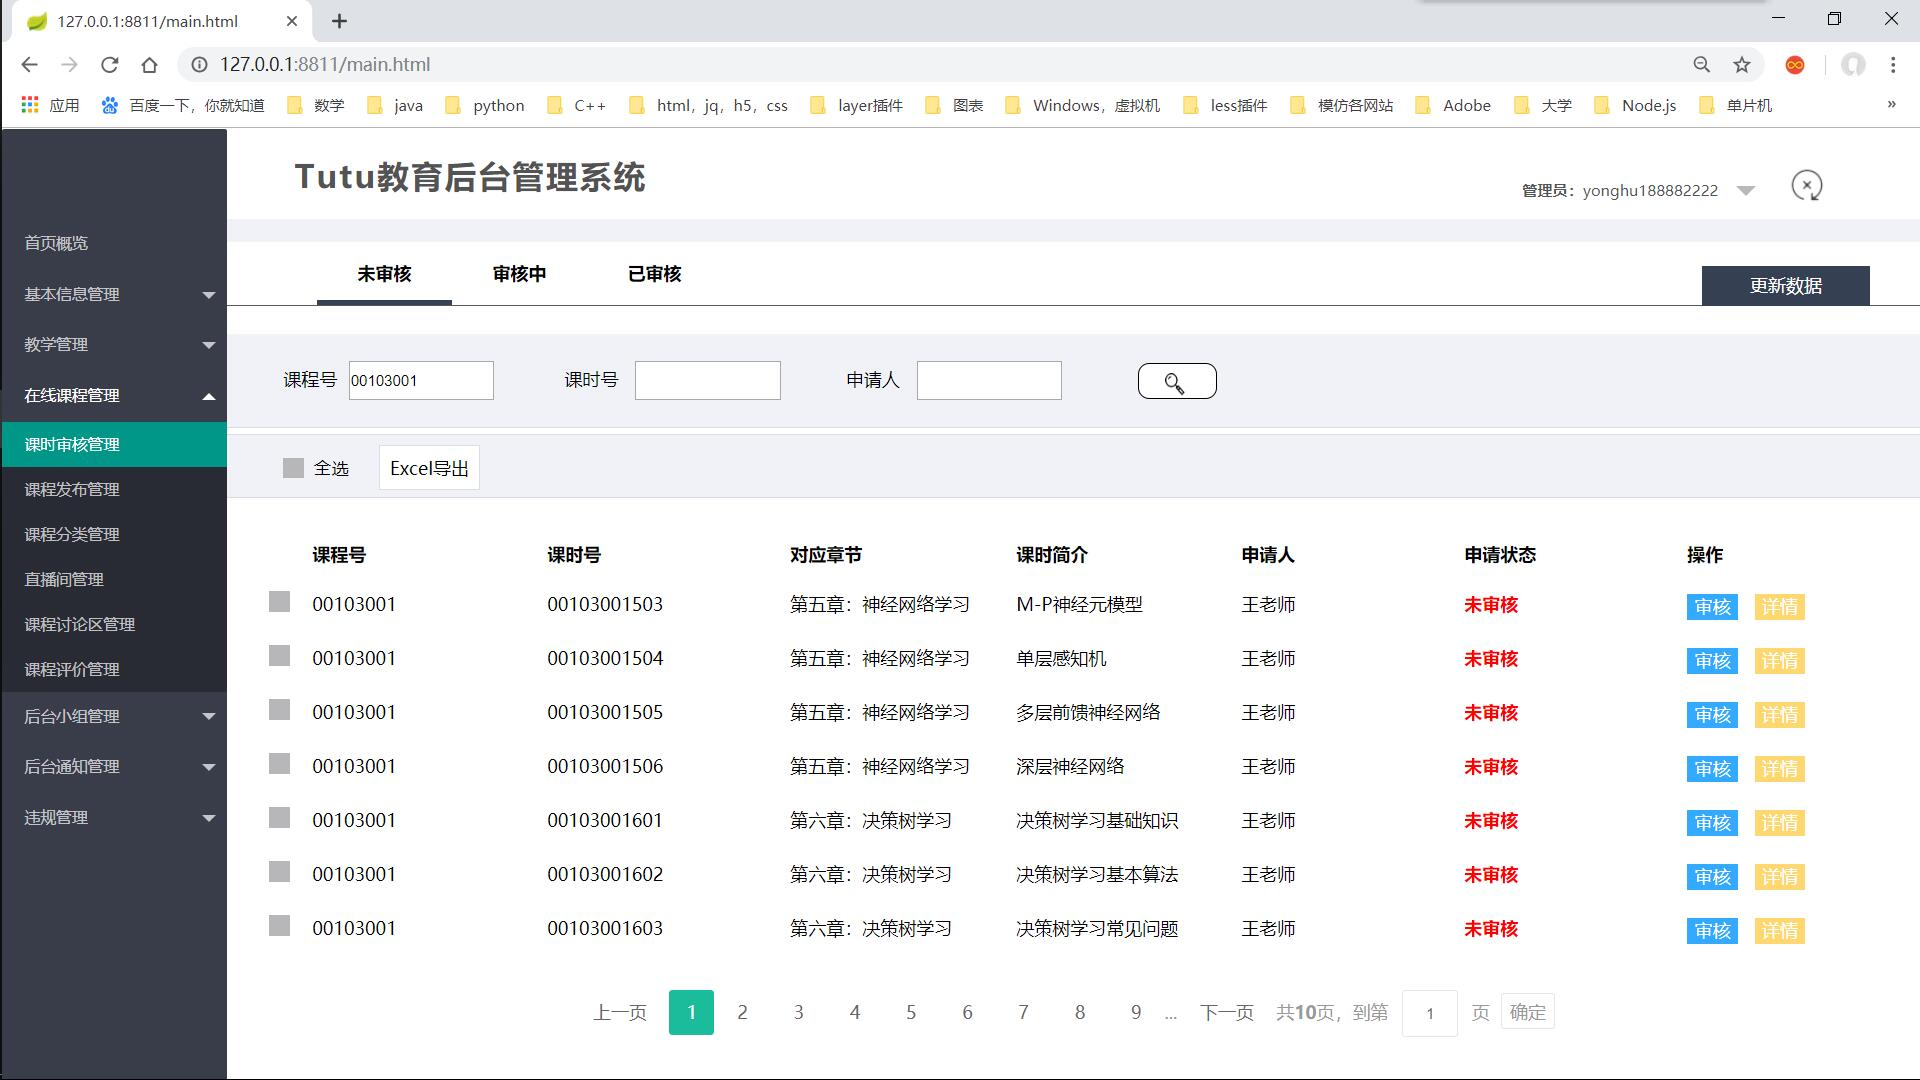 127.0.0.1:8811/main.html
127.0.0.1:8811/main.html
应用 百度一下，你就知道 数学 java python C++ html，jq，h5，css layer插件 图表 Windows，虚拟机 less插件 模仿各网站 Adobe 大学 Node.js 单片机 »
Tutu教育后台管理系统
管理员：yonghu188882222
首页概览
基本信息管理
教学管理
在线课程管理
课时审核管理
课程发布管理
课程分类管理
直播间管理
课程讨论区管理
课程评价管理
后台小组管理
后台通知管理
违规管理
未审核 审核中 已审核 更新数据
课程号 00103001 课时号 申请人
全选 Excel导出
课程号 课时号 对应章节 课时简介 申请人 申请状态 操作
00103001 00103001503 第五章：神经网络学习 M-P神经元模型 王老师 未审核 审核 详情
00103001 00103001504 第五章：神经网络学习 单层感知机 王老师 未审核 审核 详情
00103001 00103001505 第五章：神经网络学习 多层前馈神经网络 王老师 未审核 审核 详情
00103001 00103001506 第五章：神经网络学习 深层神经网络 王老师 未审核 审核 详情
00103001 00103001601 第六章：决策树学习 决策树学习基础知识 王老师 未审核 审核 详情
00103001 00103001602 第六章：决策树学习 决策树学习基本算法 王老师 未审核 审核 详情
00103001 00103001603 第六章：决策树学习 决策树学习常见问题 王老师 未审核 审核 详情
上一页 1 2 3 4 5 6 7 8 9 ... 下一页 共10页，到第 1 页 确定